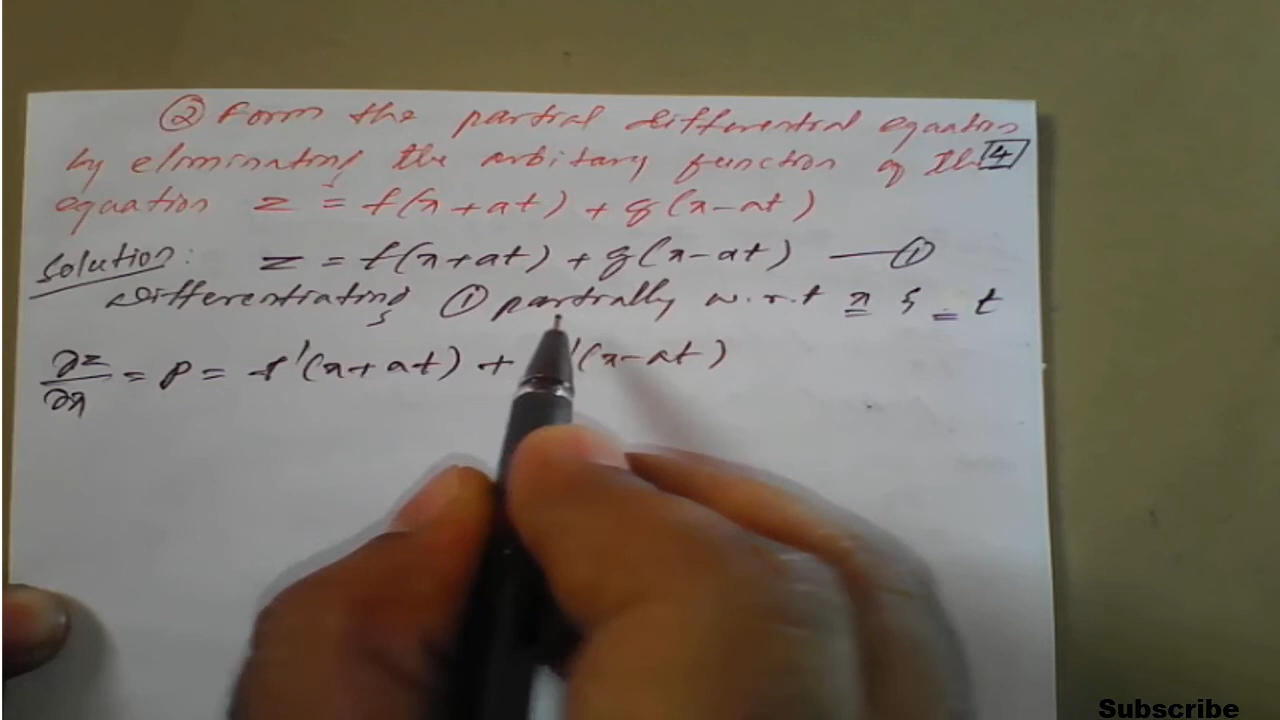 ② Form the partial differential equation
by eliminating the arbitary function of the
4
equation z = f(x+at) + g(x-at)
Solution: z = f(x+at) + g(x-at) —①
Differentiating ① partially w.r.t x & t
∂z/∂x = p = f'(x+at) + '(x-at)
Subscribe